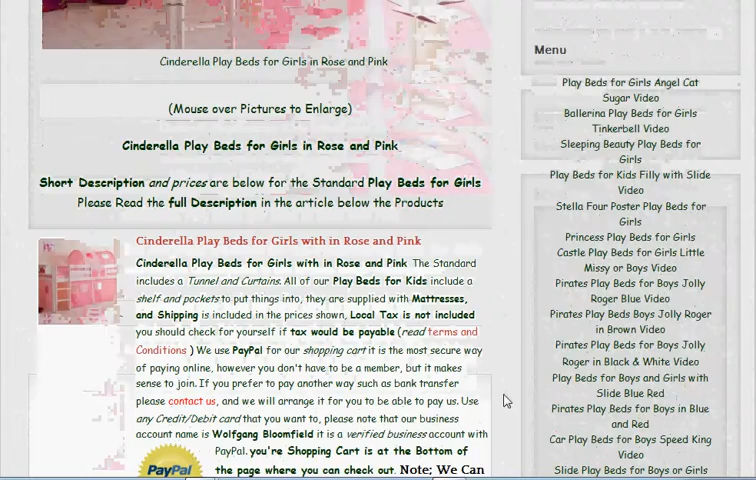 Cinderella Play Beds for Girls in Rose and Pink
(Mouse over Pictures to Enlarge)
Cinderella Play Beds for Girls in Rose and Pink
Short Description and prices are below for the Standard Play Beds for Girls
Please Read the full Description in the article below the Products
Cinderella Play Beds for Girls with in Rose and Pink
Cinderella Play Beds for Girls with in Rose and Pink The Standard
includes a Tunnel and Curtains. All of our Play Beds for Kids include a
shelf and pockets to put things into, they are supplied with Mattresses,
and Shipping is included in the prices shown, Local Tax is not included
you should check for yourself if tax would be payable (read terms and
Conditions ) We use PayPal for our shopping cart it is the most secure way
of paying online, however you don't have to be a member, but it makes
sense to join. If you prefer to pay another way such as bank transfer
please contact us, and we will arrange it for you to be able to pay us. Use
any Credit/Debit card that you want to, please note that our business
account name is Wolfgang Bloomfield it is a verified business account with
PayPal. you're Shopping Cart is at the Bottom of
the page where you can check out. Note; We Can
PayPal
Menu
Play Beds for Girls Angel Cat
Sugar Video
Ballerina Play Beds for Girls
Tinkerbell Video
Sleeping Beauty Play Beds for
Girls
Play Beds for Kids Filly with Slide
Video
Stella Four Poster Play Beds for
Girls
Princess Play Beds for Girls
Castle Play Beds for Girls Little
Missy or Boys Video
Pirates Play Beds for Boys Jolly
Roger Blue Video
Pirates Play Beds Boys Jolly Roger
in Brown Video
Pirates Play Beds for Boys Jolly
Roger in Black & White Video
Play Beds for Boys and Girls with
Slide Blue Red
Pirates Play Beds for Boys in Blue
and Red
Car Play Beds for Boys Speed King
Video
Slide Play Beds for Boys or Girls